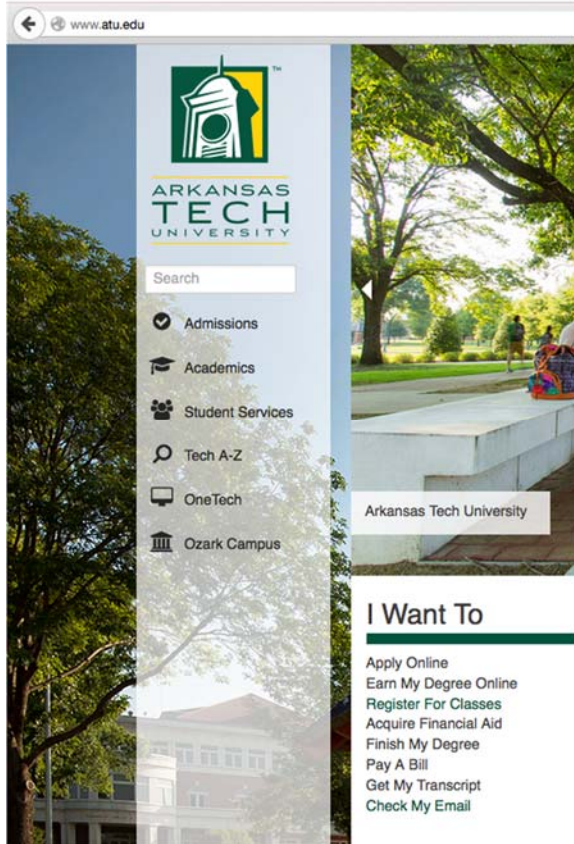 www.atu.edu
™
ARKANSAS
TECH
UNIVERSITY
Search
Admissions
Academics
Student Services
Tech A-Z
OneTech
Ozark Campus
Arkansas Tech University
I Want To
Apply Online
Earn My Degree Online
Register For Classes
Acquire Financial Aid
Finish My Degree
Pay A Bill
Get My Transcript
Check My Email